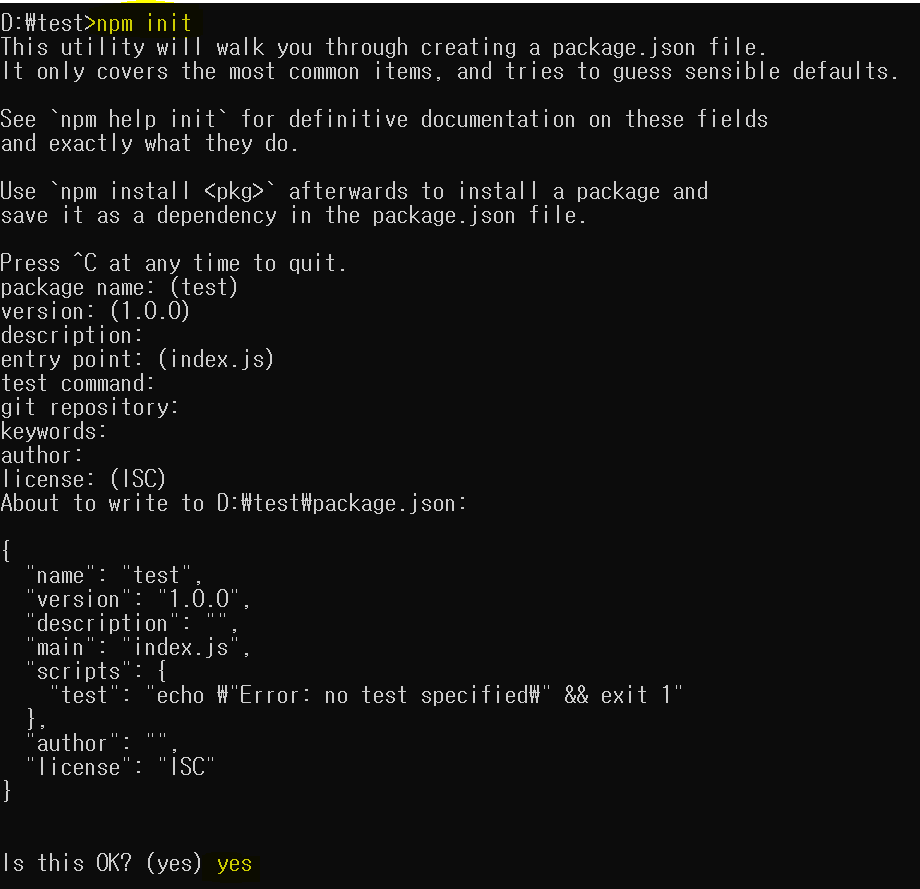 D:₩test>npm init
This utility will walk you through creating a package.json file.
It only covers the most common items, and tries to guess sensible defaults.
See `npm help init` for definitive documentation on these fields
and exactly what they do.
Use `npm install <pkg>` afterwards to install a package and
save it as a dependency in the package.json file.
Press ^C at any time to quit.
package name: (test)
version: (1.0.0)
description:
entry point: (index.js)
test command:
git repository:
keywords:
author:
license: (ISC)
About to write to D:₩test₩package.json:
{
  "name": "test",
  "version": "1.0.0",
  "description": "",
  "main": "index.js",
  "scripts": {
    "test": "echo ₩"Error: no test specified₩" && exit 1"
  },
  "author": "",
  "license": "ISC"
}
Is this OK? (yes) yes